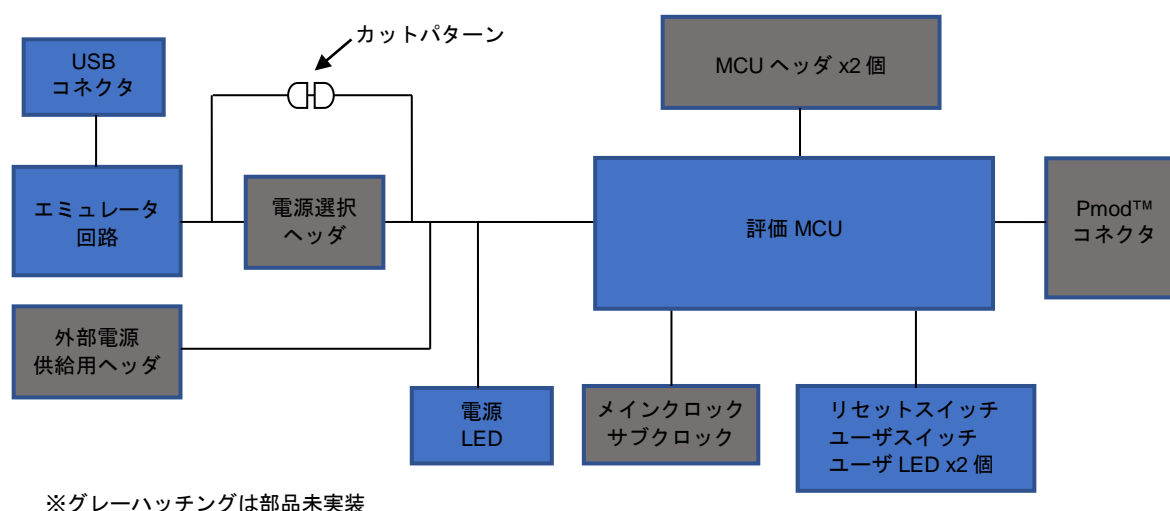 カットパターン
USB
コネクタ
MCU ヘッダ x2 個
エミュレータ
回路
電源選択
ヘッダ
評価 MCU
Pmod™
コネクタ
外部電源
供給用ヘッダ
電源
LED
メインクロック
サブクロック
リセットスイッチ
ユーザスイッチ
ユーザ LED x2 個
※グレーハッチングは部品未実装